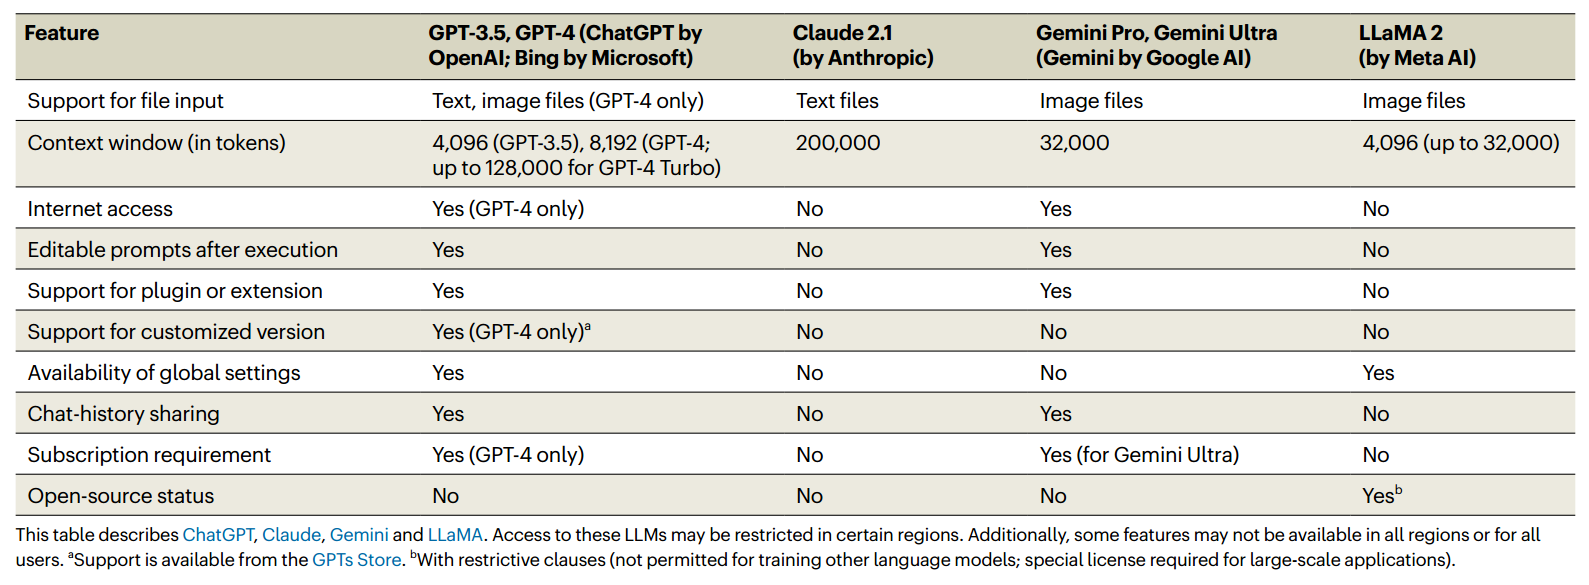 Feature GPT-3.5, GPT-4 (ChatGPT by OpenAI; Bing by Microsoft) Claude 2.1 (by Anthropic) Gemini Pro, Gemini Ultra (Gemini by Google AI) LLaMA 2 (by Meta AI)
Support for file input Text, image files (GPT-4 only) Text files Image files Image files
Context window (in tokens) 4,096 (GPT-3.5), 8,192 (GPT-4; up to 128,000 for GPT-4 Turbo) 200,000 32,000 4,096 (up to 32,000)
Internet access Yes (GPT-4 only) No Yes No
Editable prompts after execution Yes No Yes No
Support for plugin or extension Yes No Yes No
Support for customized version Yes (GPT-4 only)ᵃ No No No
Availability of global settings Yes No No Yes
Chat-history sharing Yes No Yes No
Subscription requirement Yes (GPT-4 only) No Yes (for Gemini Ultra) No
Open-source status No No No Yesᵇ
This table describes ChatGPT, Claude, Gemini and LLaMA. Access to these LLMs may be restricted in certain regions. Additionally, some features may not be available in all regions or for all
users. ᵃSupport is available from the GPTs Store. ᵇWith restrictive clauses (not permitted for training other language models; special license required for large-scale applications).